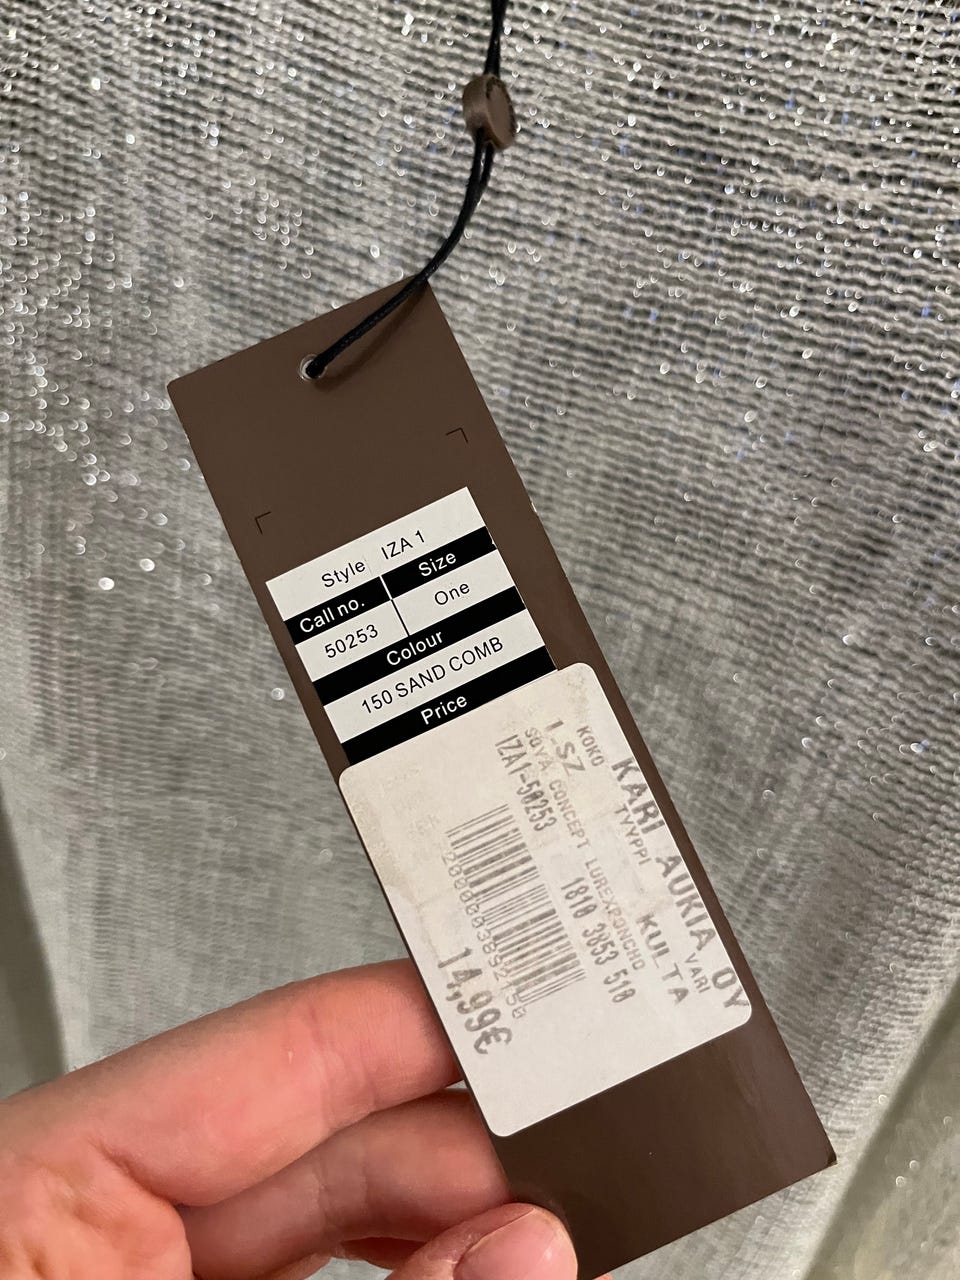 Style IZA 1
Call no. Size
50253 One
Colour
150 SAND COMB
Price
KARI AUKIA OY
KOKO TYYPPI VARI
1-SZ KULTA
SOYA CONCEPT LUREXPONCHO
IZA1-50253 1810 3853 510
14,99€